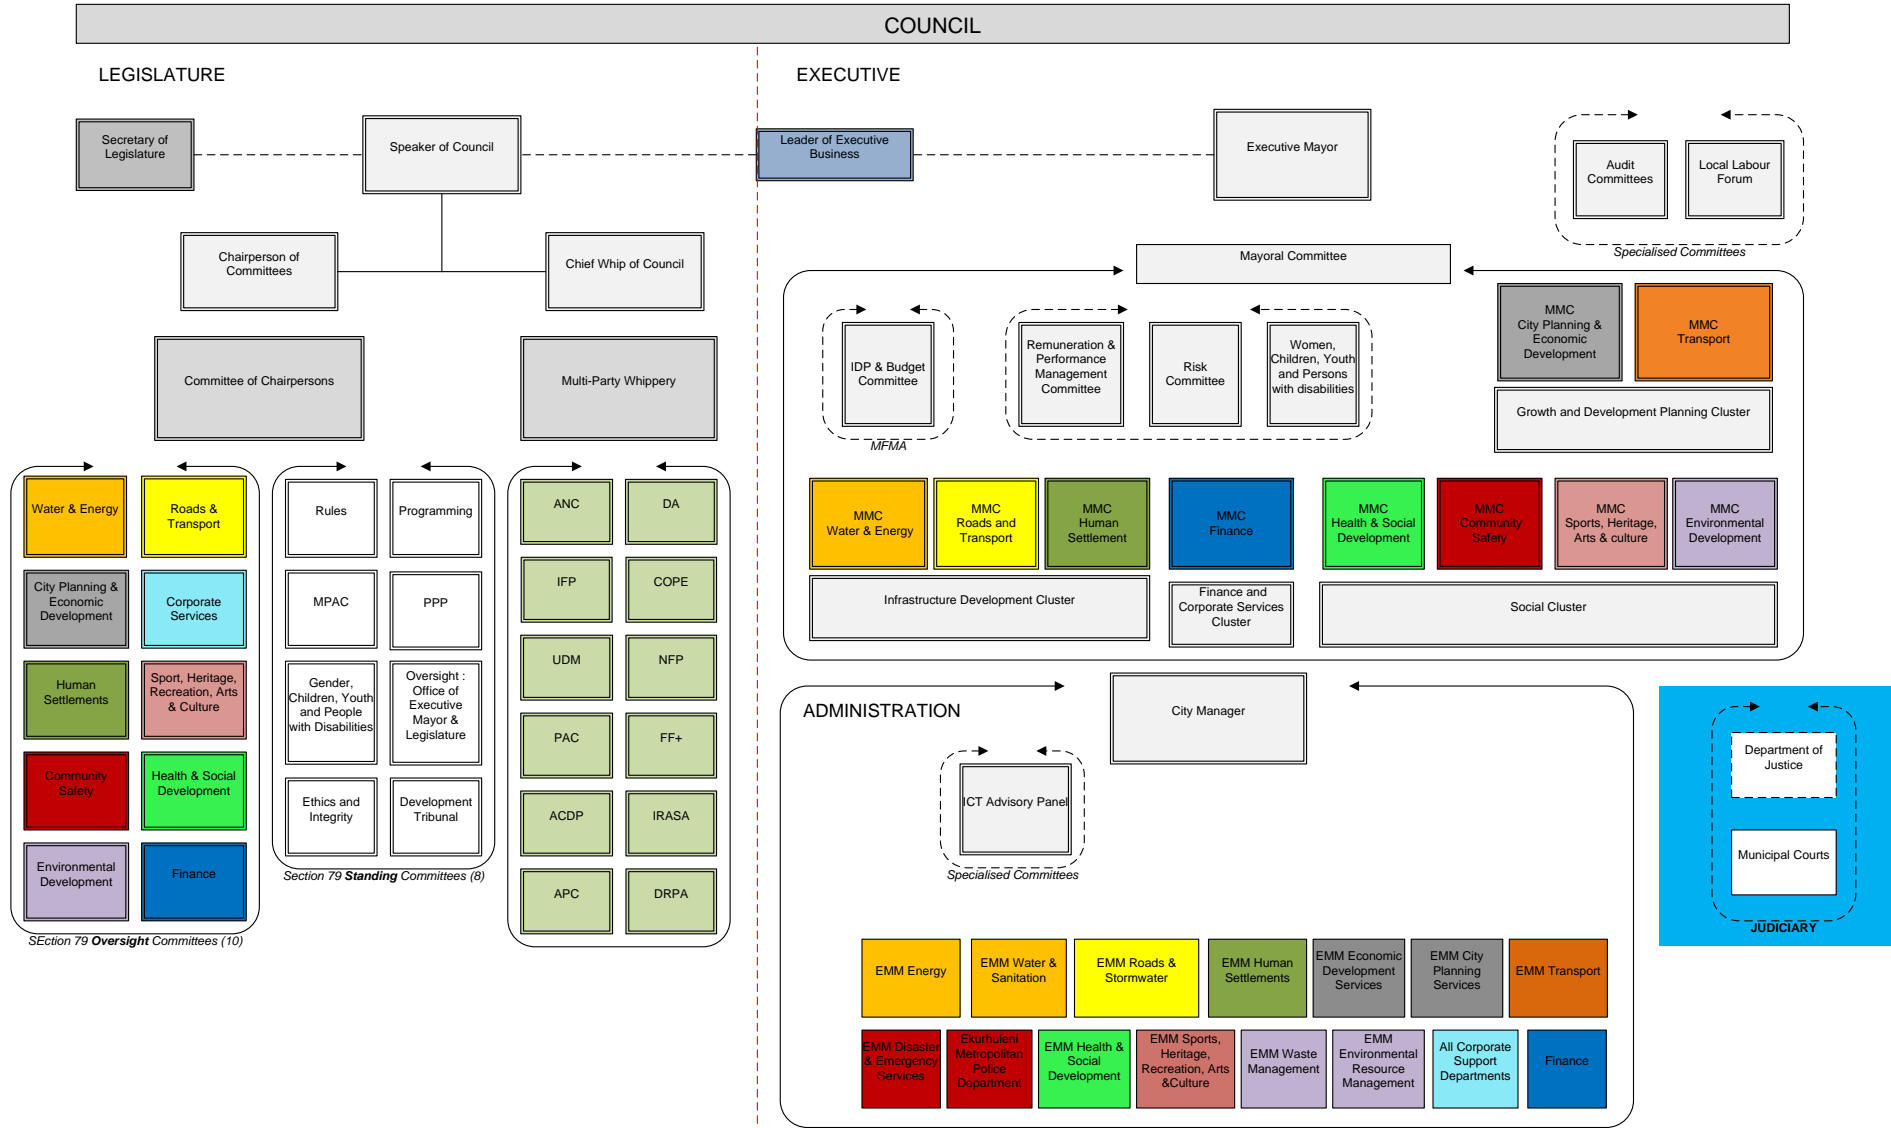 COUNCIL
LEGISLATURE
EXECUTIVE
Secretary of
Legislature
Speaker of Council
Leader of Executive
Business
Executive Mayor
Audit
Committees
Local Labour
Forum
Specialised Committees
Chairperson of
Committees
Chief Whip of Council
Mayoral Committee
Committee of Chairpersons
Multi-Party Whippery
IDP & Budget
Committee
MFMA
Remuneration &
Performance
Management
Committee
Risk
Committee
Women,
Children, Youth
and Persons
with disabilities
MMC
City Planning &
Economic
Development
MMC
Transport
Growth and Development Planning Cluster
Water & Energy
Roads &
Transport
City Planning &
Economic
Development
Corporate
Services
Human
Settlements
Sport, Heritage,
Recreation, Arts
& Culture
Community
Safety
Health & Social
Development
Environmental
Development
Finance
SEction 79 Oversight Committees (10)
Rules
Programming
MPAC
PPP
Gender,
Children, Youth
and People
with Disabilities
Oversight :
Office of
Executive
Mayor &
Legislature
Ethics and
Integrity
Development
Tribunal
Section 79 Standing Committees (8)
ANC
DA
IFP
COPE
UDM
NFP
PAC
FF+
ACDP
IRASA
APC
DRPA
MMC
Water & Energy
MMC
Roads and
Transport
MMC
Human
Settlement
MMC
Finance
MMC
Health & Social
Development
MMC
Community
Safety
MMC
Sports, Heritage,
Arts & culture
MMC
Environmental
Development
Infrastructure Development Cluster
Finance and
Corporate Services
Cluster
Social Cluster
ADMINISTRATION
City Manager
ICT Advisory Panel
Specialised Committees
Department of
Justice
Municipal Courts
JUDICIARY
EMM Energy
EMM Water &
Sanitation
EMM Roads &
Stormwater
EMM Human
Settlements
EMM Economic
Development
Services
EMM City
Planning
Services
EMM Transport
EMM Disaster
& Emergency
Services
Ekurhuleni
Metropolitan
Police
Department
EMM Health &
Social
Development
EMM Sports,
Heritage,
Recreation, Arts
&Culture
EMM Waste
Management
EMM
Environmental
Resource
Management
All Corporate
Support
Departments
Finance